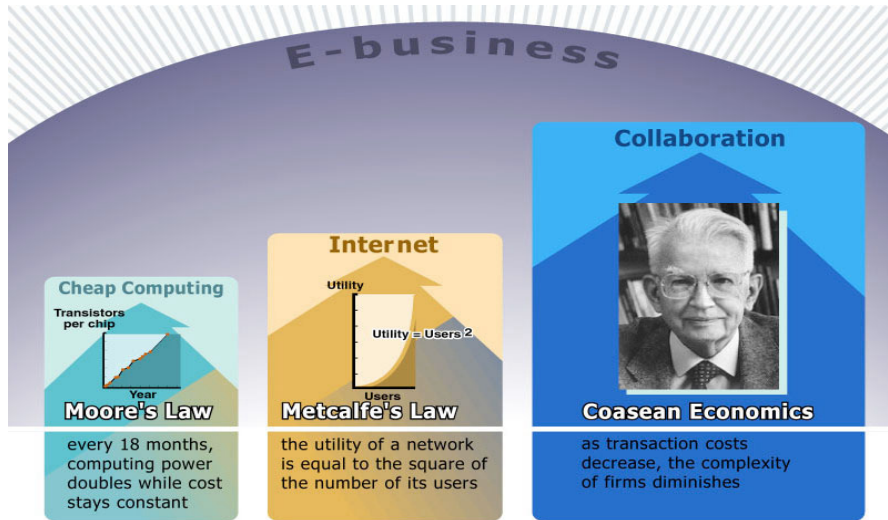 E-business
Cheap Computing
Transistors
per chip
Year
Moore's Law
every 18 months,
computing power
doubles while cost
stays constant
Internet
Utility
Utility = Users 2
Users
Metcalfe's Law
the utility of a network
is equal to the square of
the number of its users
Collaboration
Coasean Economics
as transaction costs
decrease, the complexity
of firms diminishes